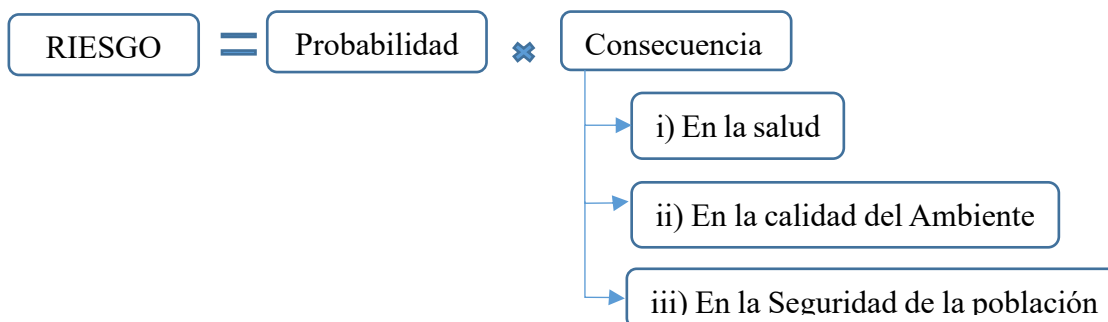 RIESGO = Probabilidad × Consecuencia
i) En la salud
ii) En la calidad del Ambiente
iii) En la Seguridad de la población